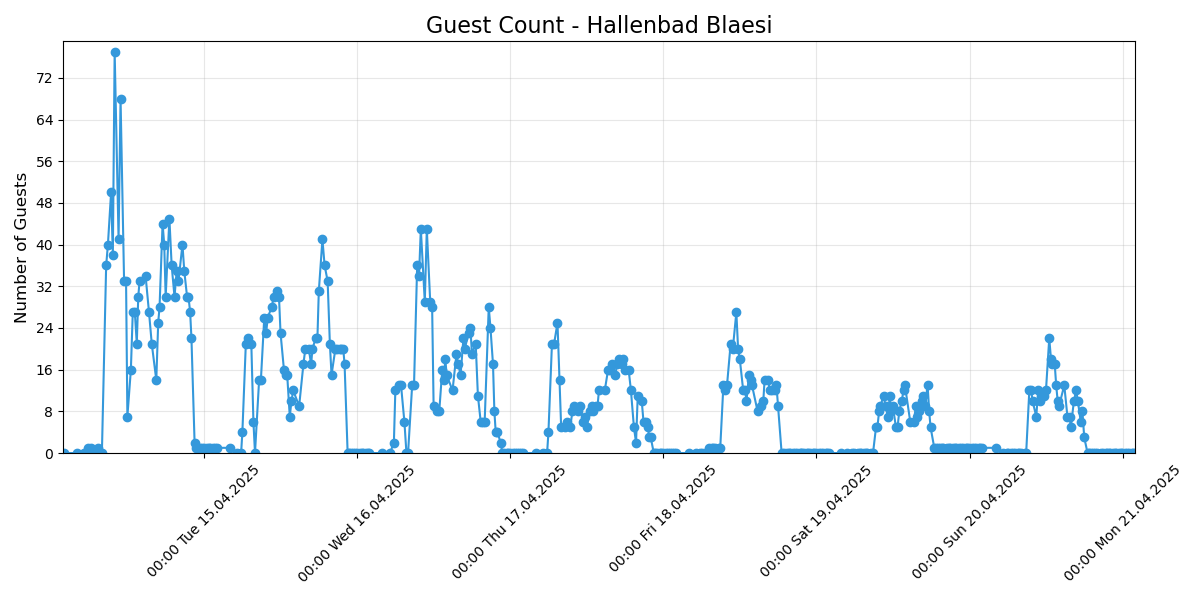 Guest Count - Hallenbad Blaesi
Number of Guests
72
64
56
48
40
32
24
16
8
0
00:00 Tue 15.04.2025
00:00 Wed 16.04.2025
00:00 Thu 17.04.2025
00:00 Fri 18.04.2025
00:00 Sat 19.04.2025
00:00 Sun 20.04.2025
00:00 Mon 21.04.2025